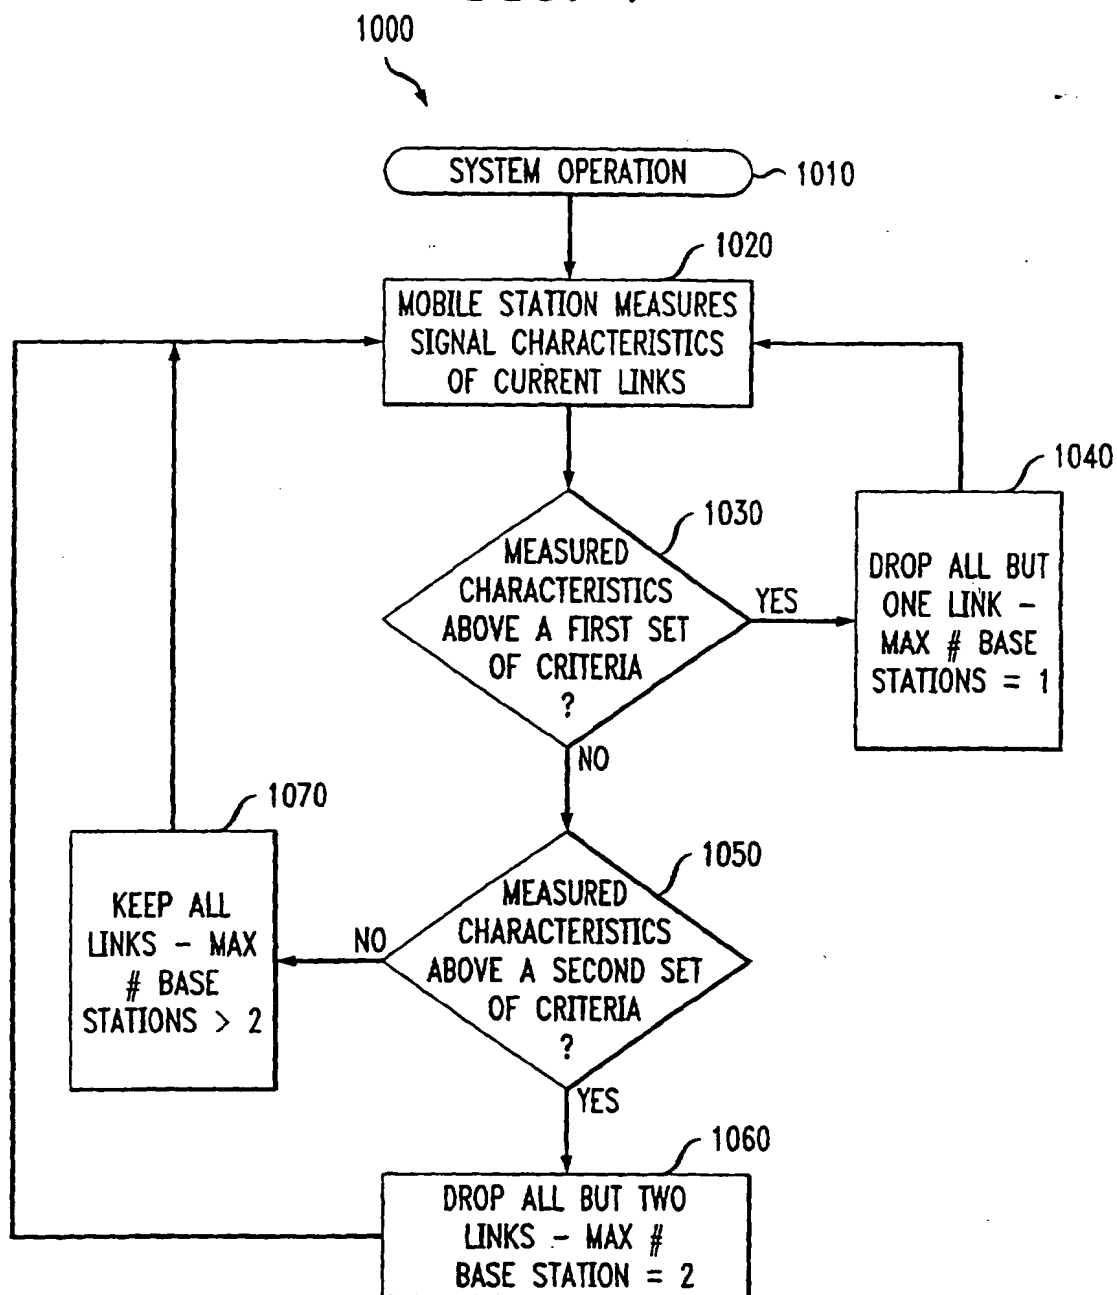 1000
SYSTEM OPERATION
1010
1020
MOBILE STATION MEASURES
SIGNAL CHARACTERISTICS
OF CURRENT LINKS
1030
MEASURED
CHARACTERISTICS
ABOVE A FIRST SET
OF CRITERIA
?
YES
1040
DROP ALL BUT
ONE LINK -
MAX # BASE
STATIONS = 1
NO
1050
MEASURED
CHARACTERISTICS
ABOVE A SECOND SET
OF CRITERIA
?
NO
1070
KEEP ALL
LINKS - MAX
# BASE
STATIONS > 2
YES
1060
DROP ALL BUT TWO
LINKS - MAX #
BASE STATION = 2